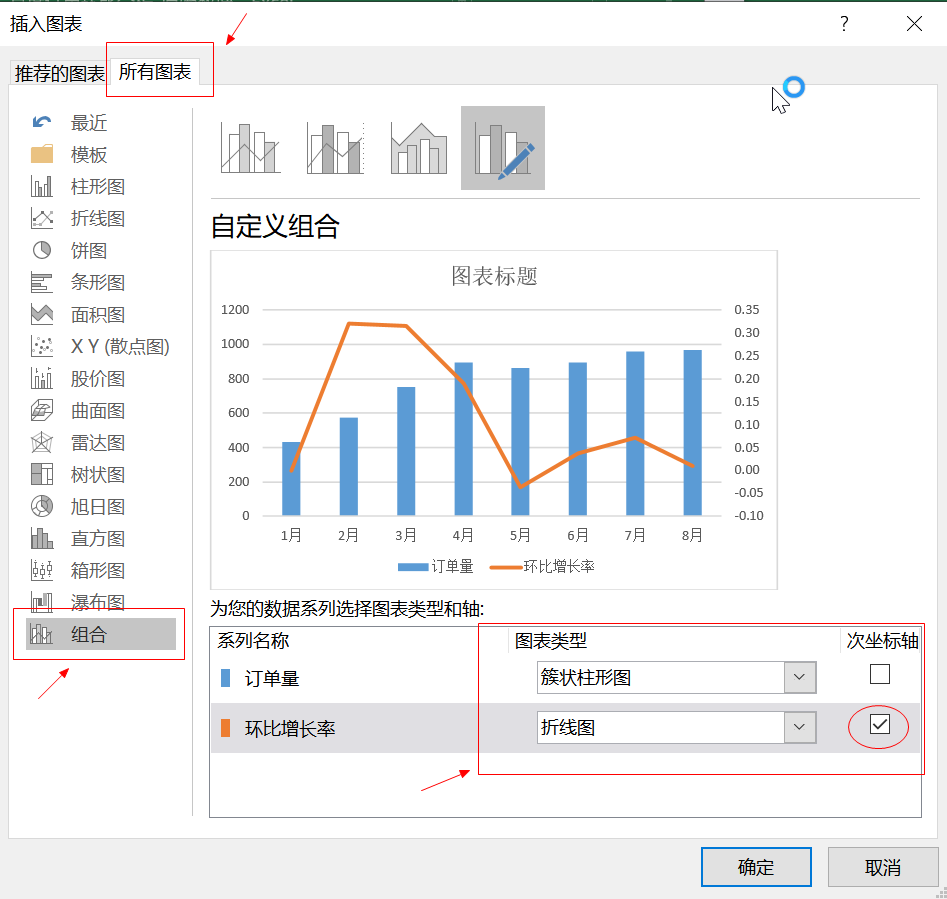 插入图表
?
推荐的图表 所有图表
最近
模板
柱形图
折线图
饼图
条形图
面积图
X Y (散点图)
股价图
曲面图
雷达图
树状图
旭日图
直方图
箱形图
瀑布图
组合
自定义组合
图表标题
1200
1000
800
600
400
200
0
0.35
0.30
0.25
0.20
0.15
0.10
0.05
0.00
-0.05
-0.10
1月 2月 3月 4月 5月 6月 7月 8月
订单量 环比增长率
为您的数据系列选择图表类型和轴:
系列名称 图表类型 次坐标轴
订单量 簇状柱形图
环比增长率 折线图
确定 取消